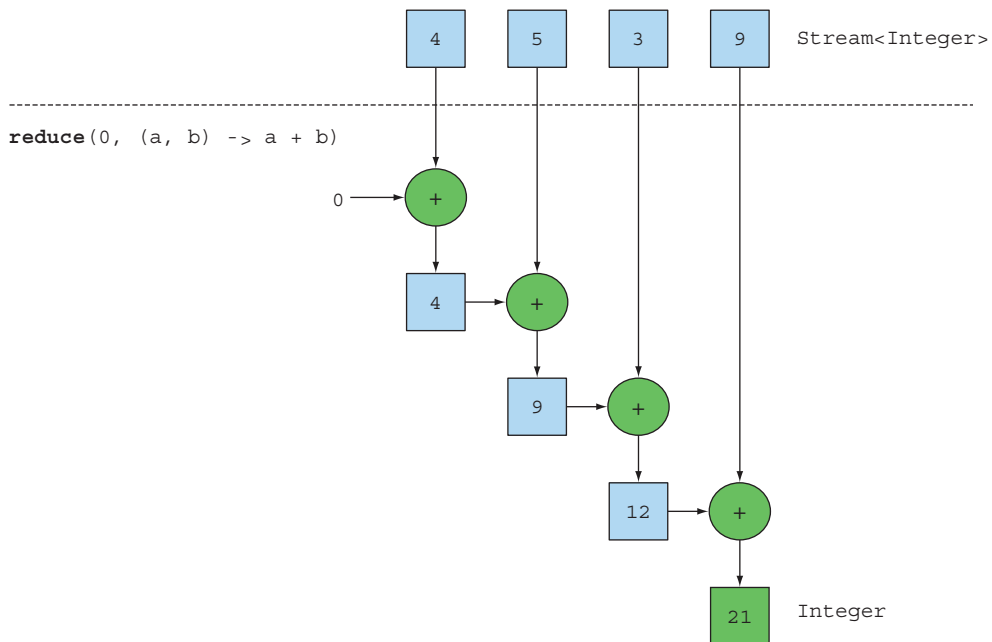 4 5 3 9 Stream<Integer>
reduce(0, (a, b) -> a + b)
0 +
4 +
9 +
12 +
21 Integer